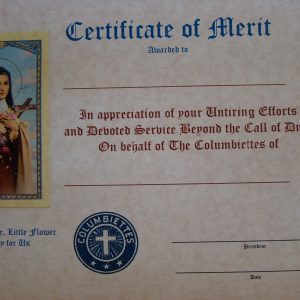 Certificate of Merit
Awarded to
In appreciation of your Untiring Efforts
and Devoted Service Beyond the Call of Du
On behalf of The Columbiettes of
e, Little Flower
y for Us
COLUMBIETTES
President
Date